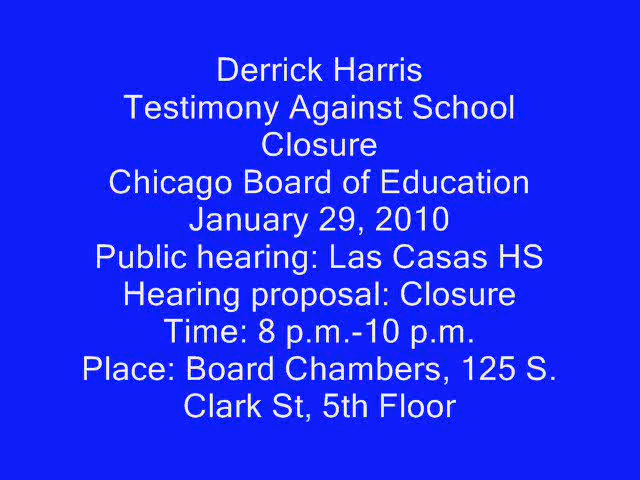 Derrick Harris
Testimony Against School
Closure
Chicago Board of Education
January 29, 2010
Public hearing: Las Casas HS
Hearing proposal: Closure
Time: 8 p.m.-10 p.m.
Place: Board Chambers, 125 S.
Clark St, 5th Floor